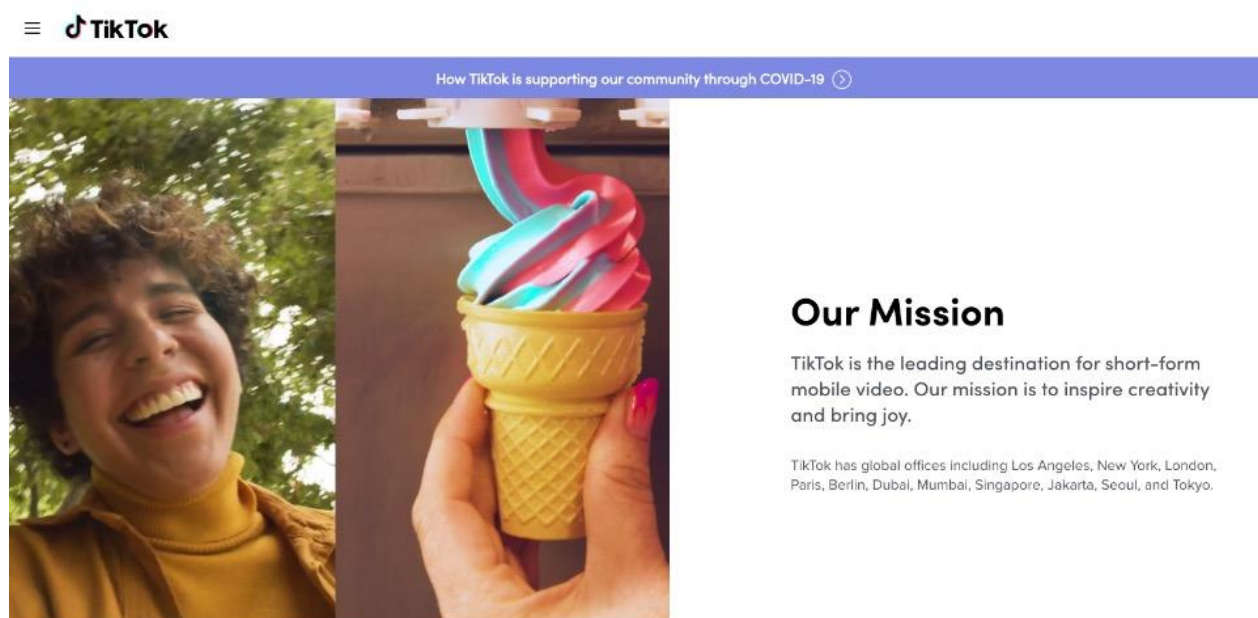 TikTok
How TikTok is supporting our community through COVID-19
Our Mission
TikTok is the leading destination for short-form
mobile video. Our mission is to inspire creativity
and bring joy.
TikTok has global offices including Los Angeles, New York, London,
Paris, Berlin, Dubai, Mumbai, Singapore, Jakarta, Seoul, and Tokyo.